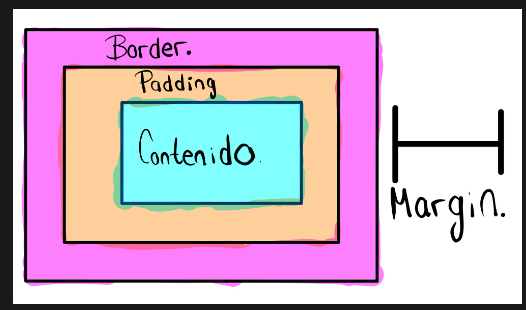 Border.
Padding
Contenido.
Margin.